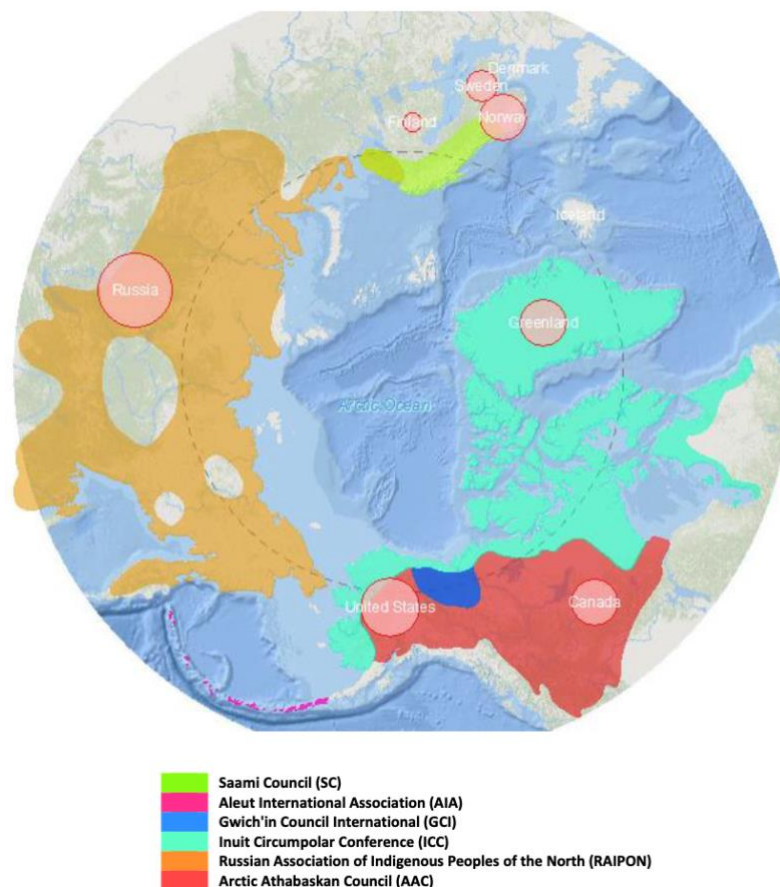 Denmark
Sweden
Norway
Finland
Iceland
Russia
Greenland
Arctic Ocean
United States
Canada
Saami Council (SC)
Aleut International Association (AIA)
Gwich'in Council International (GCI)
Inuit Circumpolar Conference (ICC)
Russian Association of Indigenous Peoples of the North (RAIPON)
Arctic Athabaskan Council (AAC)